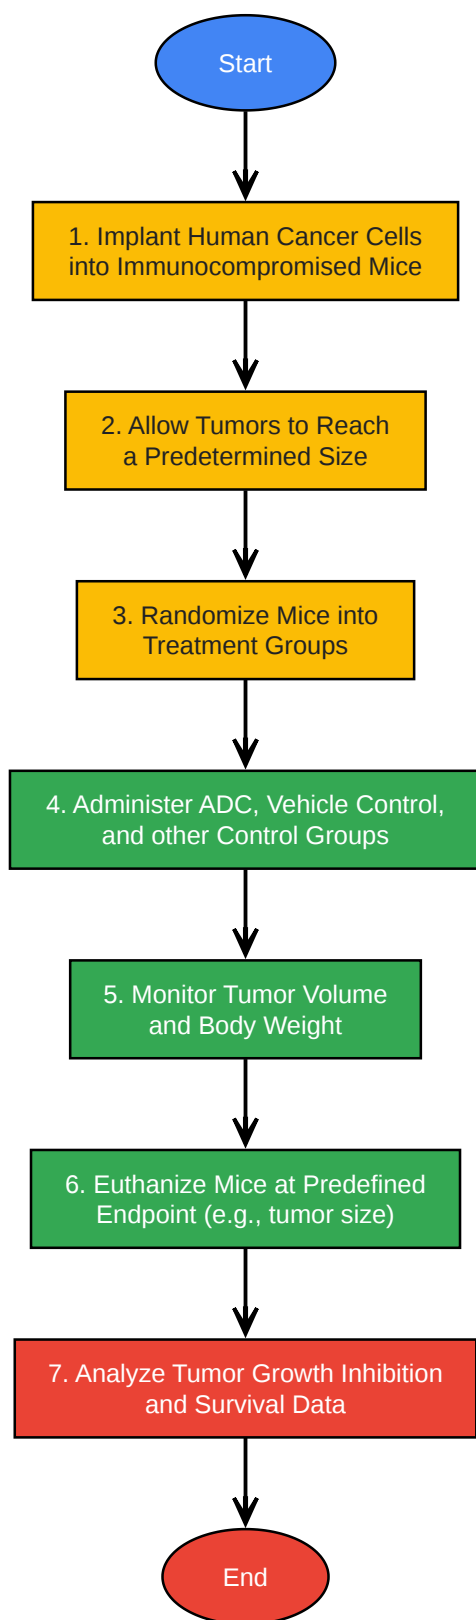 Start
1. Implant Human Cancer Cells
into Immunocompromised Mice
2. Allow Tumors to Reach
a Predetermined Size
3. Randomize Mice into
Treatment Groups
4. Administer ADC, Vehicle Control,
and other Control Groups
5. Monitor Tumor Volume
and Body Weight
6. Euthanize Mice at Predefined
Endpoint (e.g., tumor size)
7. Analyze Tumor Growth Inhibition
and Survival Data
End